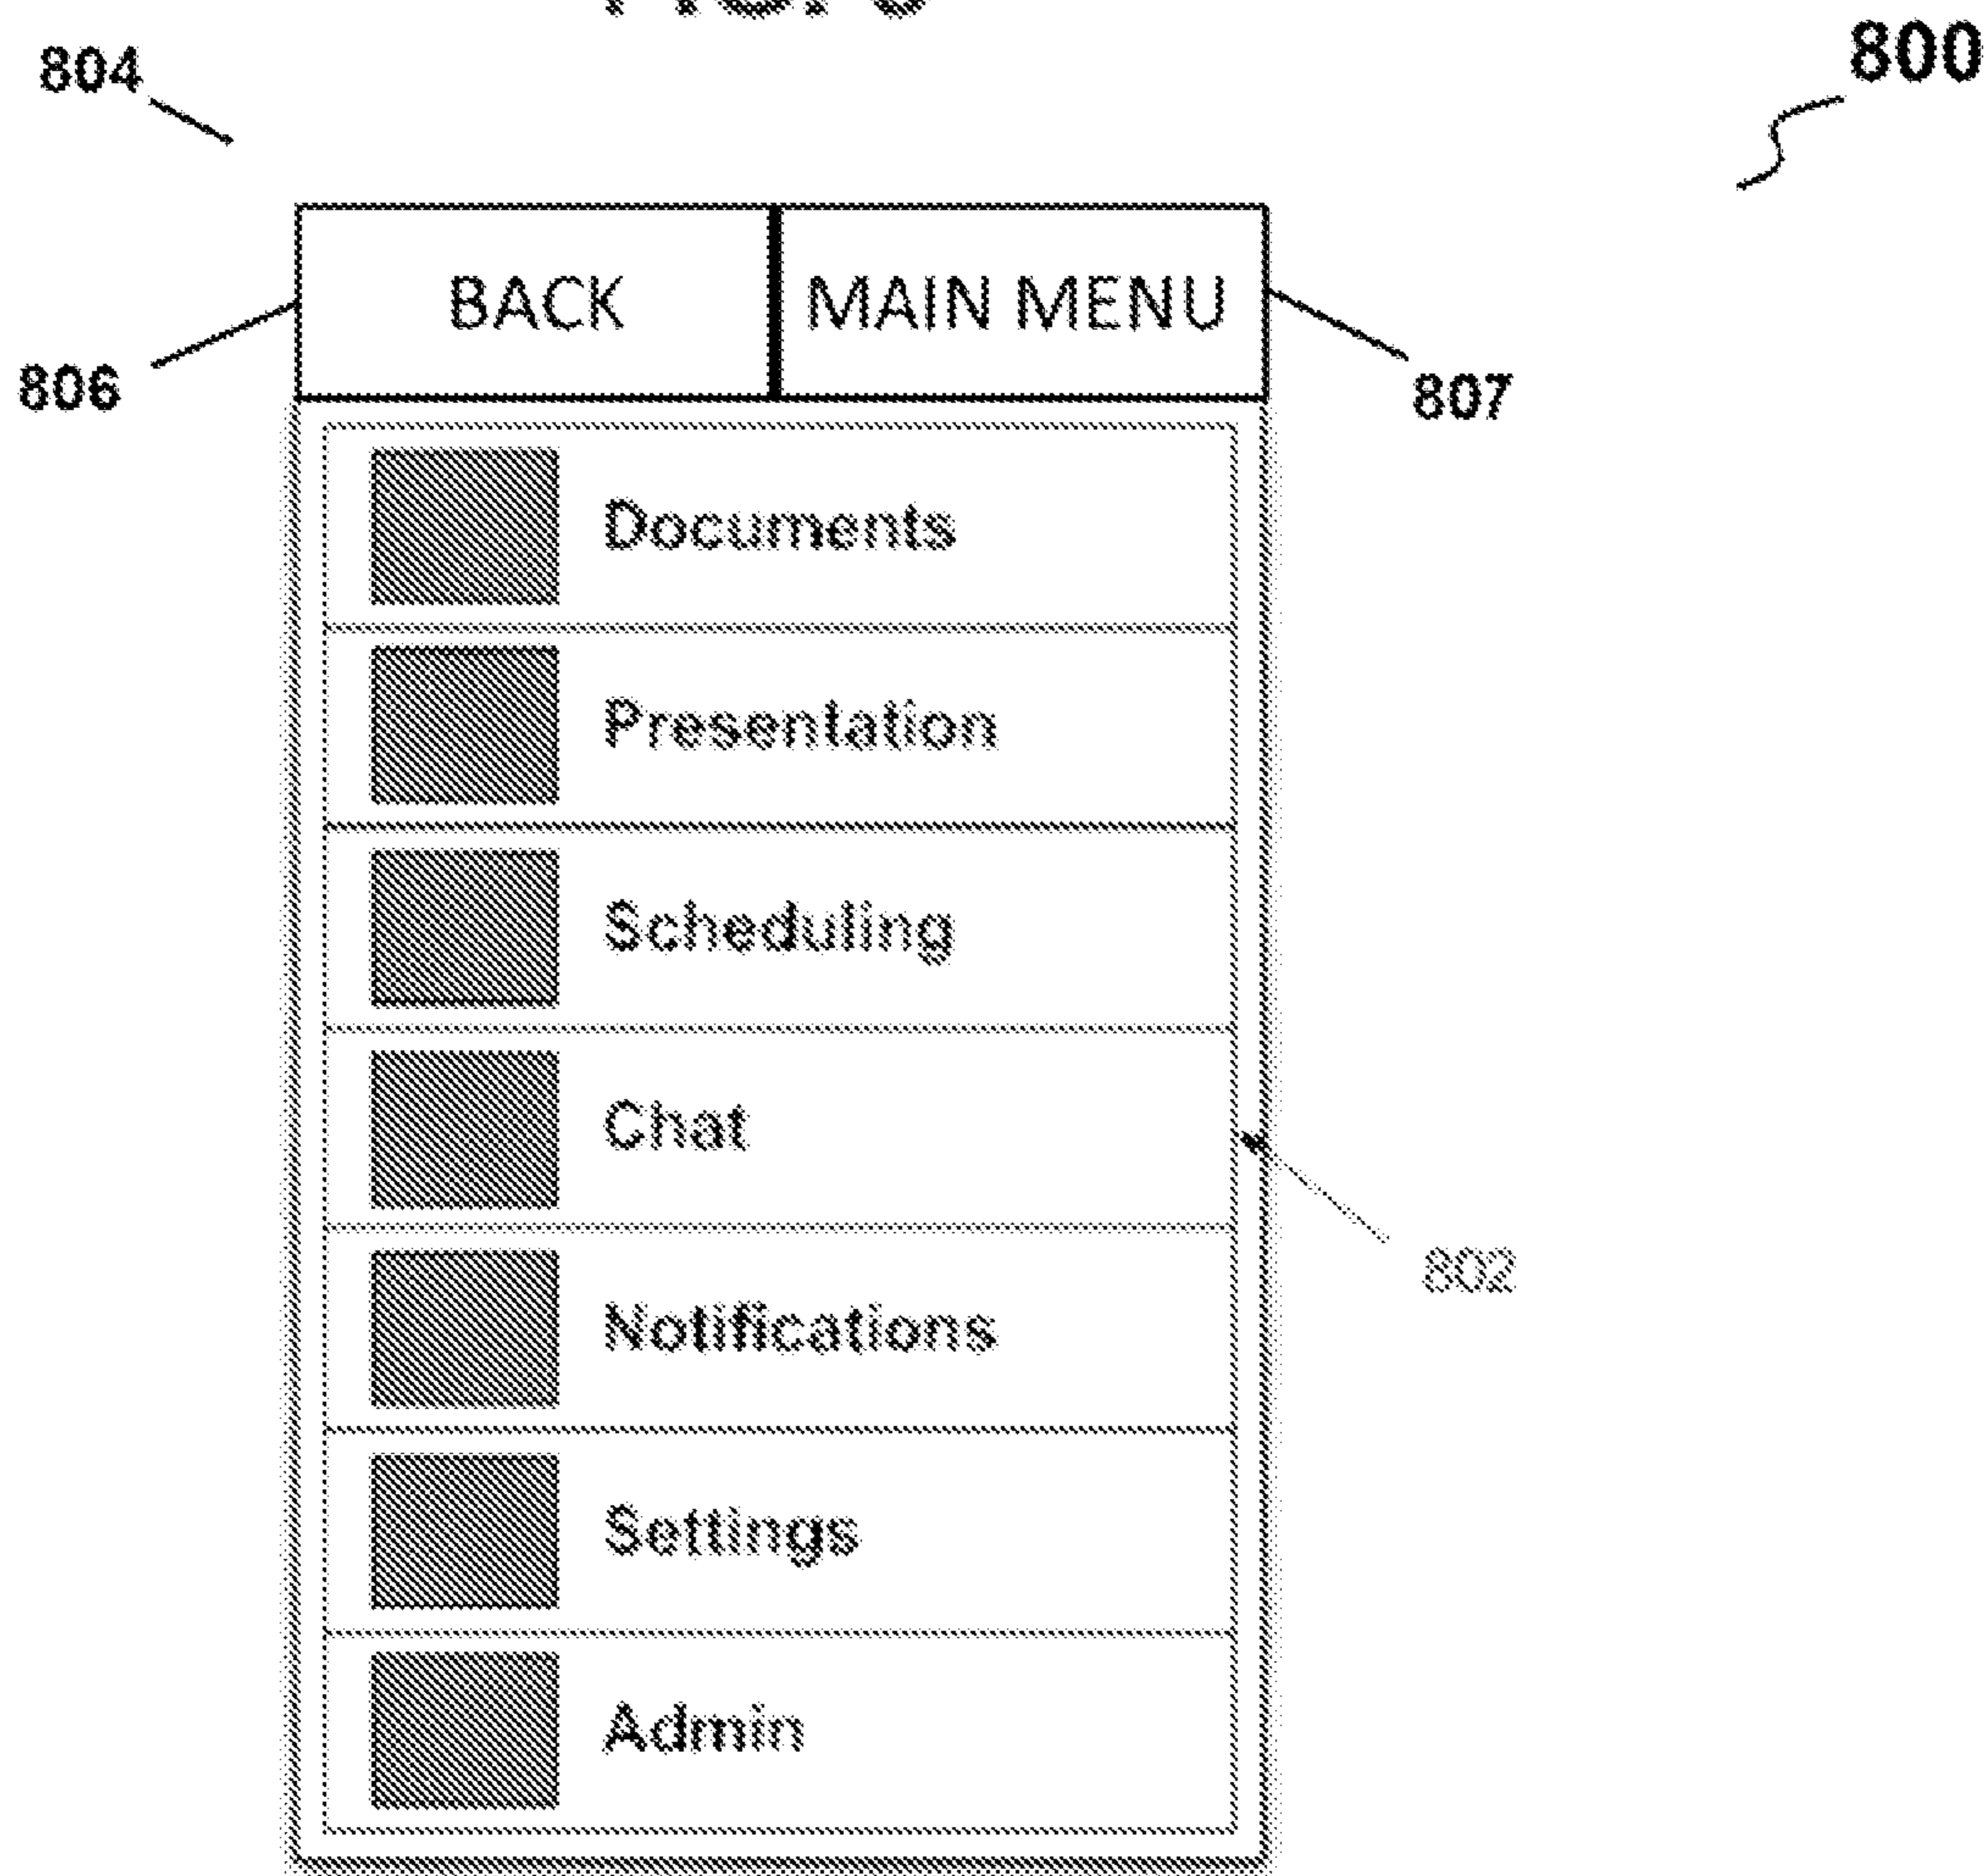 804
800
BACK
MAIN MENU
806
807
Documents
Presentation
Scheduling
Chat
802
Notifications
Settings
Admin